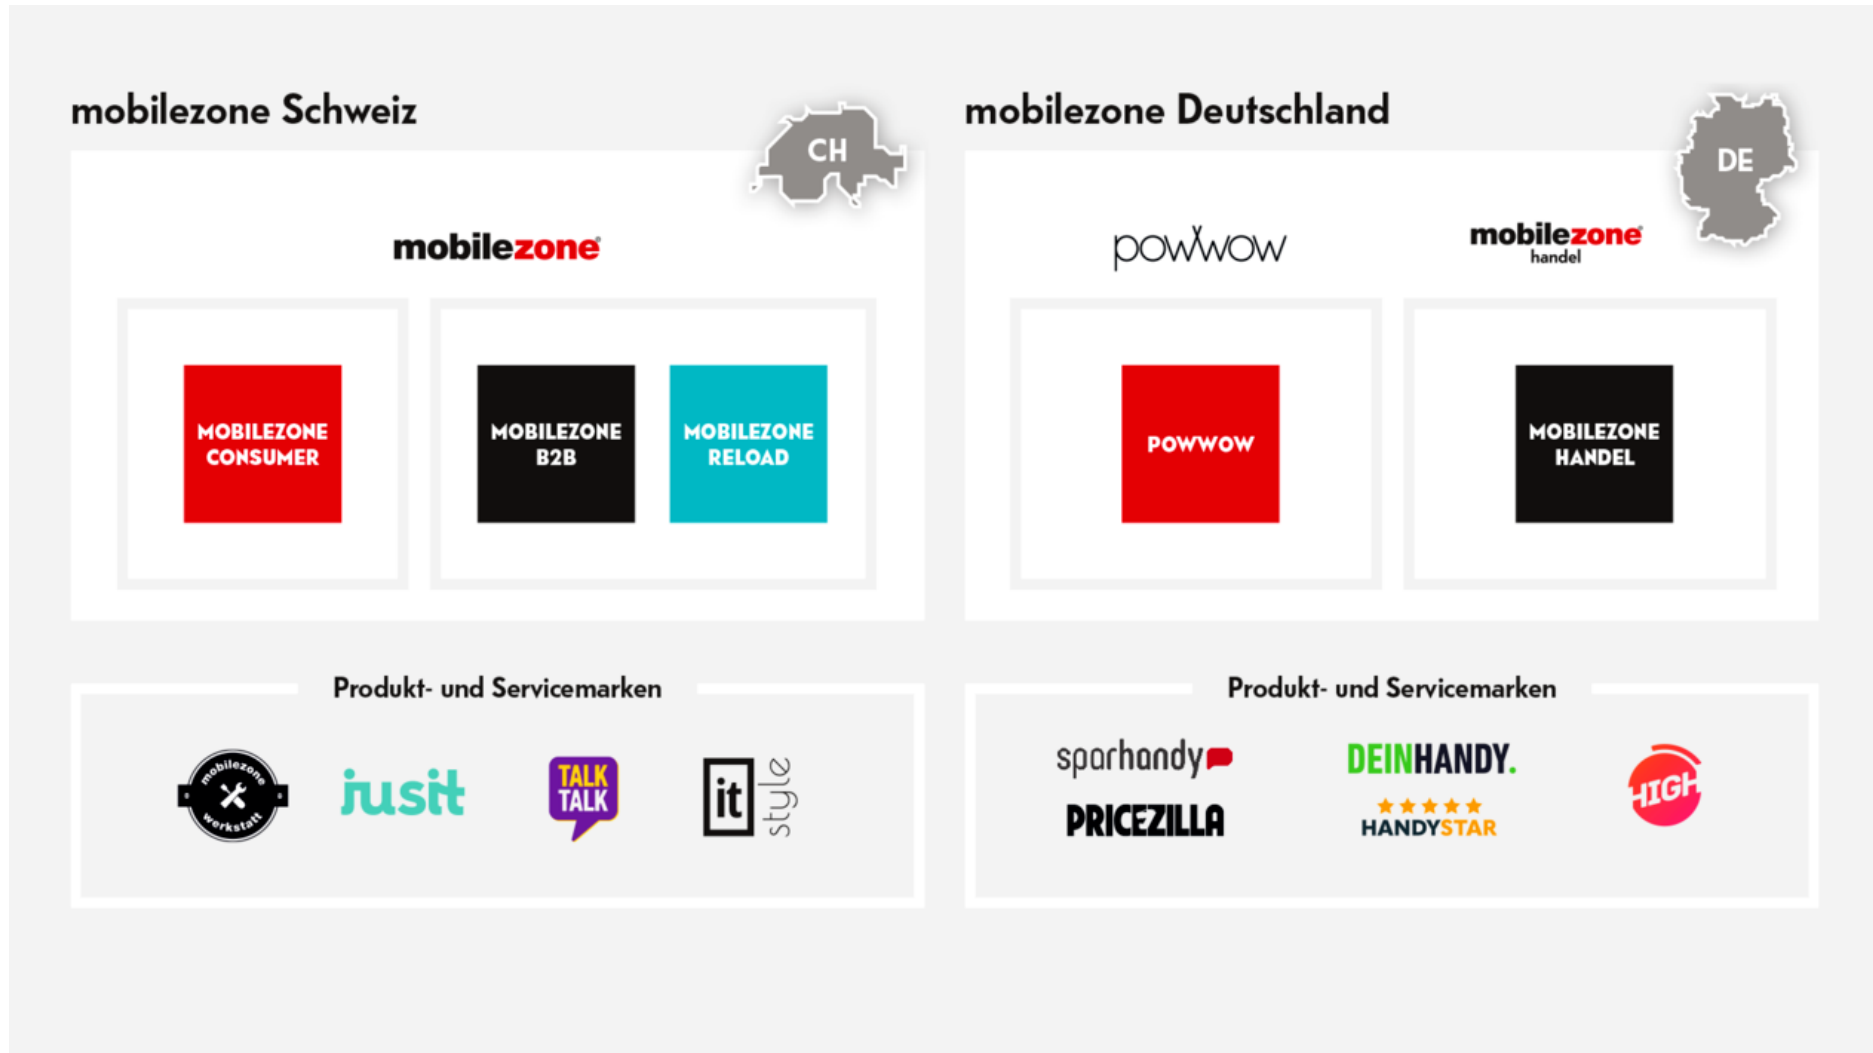 mobilezone Schweiz
CH
mobilezone
MOBILEZONE
CONSUMER
MOBILEZONE
B2B
MOBILEZONE
RELOAD
Produkt- und Servicemarken
mobilezone
werkstatt
jusit
TALK
TALK
it
style
mobilezone Deutschland
DE
powwow
mobilezone
handel
POWWOW
MOBILEZONE
HANDEL
Produkt- und Servicemarken
sparhandy
DEINHANDY.
HIGH
PRICEZILLA
HANDYSTAR